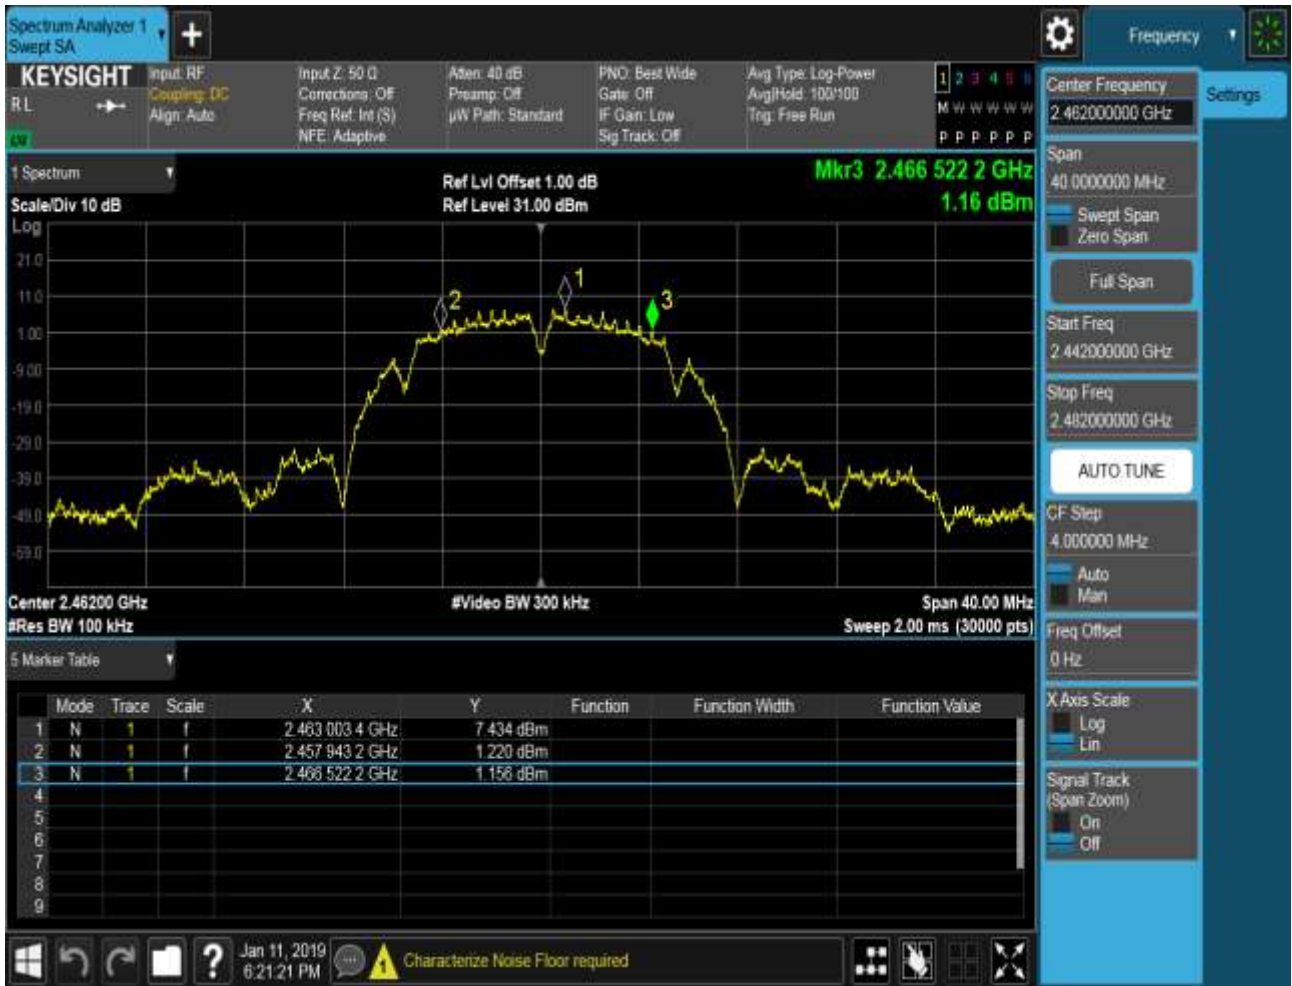 Spectrum Analyzer 1
Swept SA
+
Frequency
KEYSIGHT
RL
Input: RF
Coupling: DC
Align: Auto
Input Z: 50 Ω
Corrections: Off
Freq Ref: Int (S)
NFE: Adaptive
Atten: 40 dB
Preamp: Off
µW Path: Standard
PNO: Best Wide
Gate: Off
IF Gain: Low
Sig Track: Off
Avg Type: Log-Power
Avg|Hold: 100/100
Trig: Free Run
1 2 3 4 5 6
M W W W W W
P P P P P P
1 Spectrum
Scale/Div 10 dB
Ref Lvl Offset 1.00 dB
Ref Level 31.00 dBm
Mkr3 2.466 522 2 GHz
1.16 dBm
Log
21.0
11.0
1.00
-9.00
-19.0
-29.0
-39.0
-49.0
-59.0
2
1
3
Center 2.46200 GHz
#Res BW 100 kHz
#Video BW 300 kHz
Span 40.00 MHz
Sweep 2.00 ms (30000 pts)
5 Marker Table
Mode Trace Scale X Y Function Function Width Function Value
1 N 1 f 2.463 003 4 GHz 7.434 dBm
2 N 1 f 2.457 943 2 GHz 1.220 dBm
3 N 1 f 2.466 522 2 GHz 1.156 dBm
4
5
6
7
8
9
Center Frequency
2.462000000 GHz
Settings
Span
40.0000000 MHz
Swept Span
Zero Span
Full Span
Start Freq
2.442000000 GHz
Stop Freq
2.482000000 GHz
AUTO TUNE
CF Step
4.000000 MHz
Auto
Man
Freq Offset
0 Hz
X Axis Scale
Log
Lin
Signal Track
(Span Zoom)
On
Off
?
Jan 11, 2019
6:21:21 PM
1
Characterize Noise Floor required